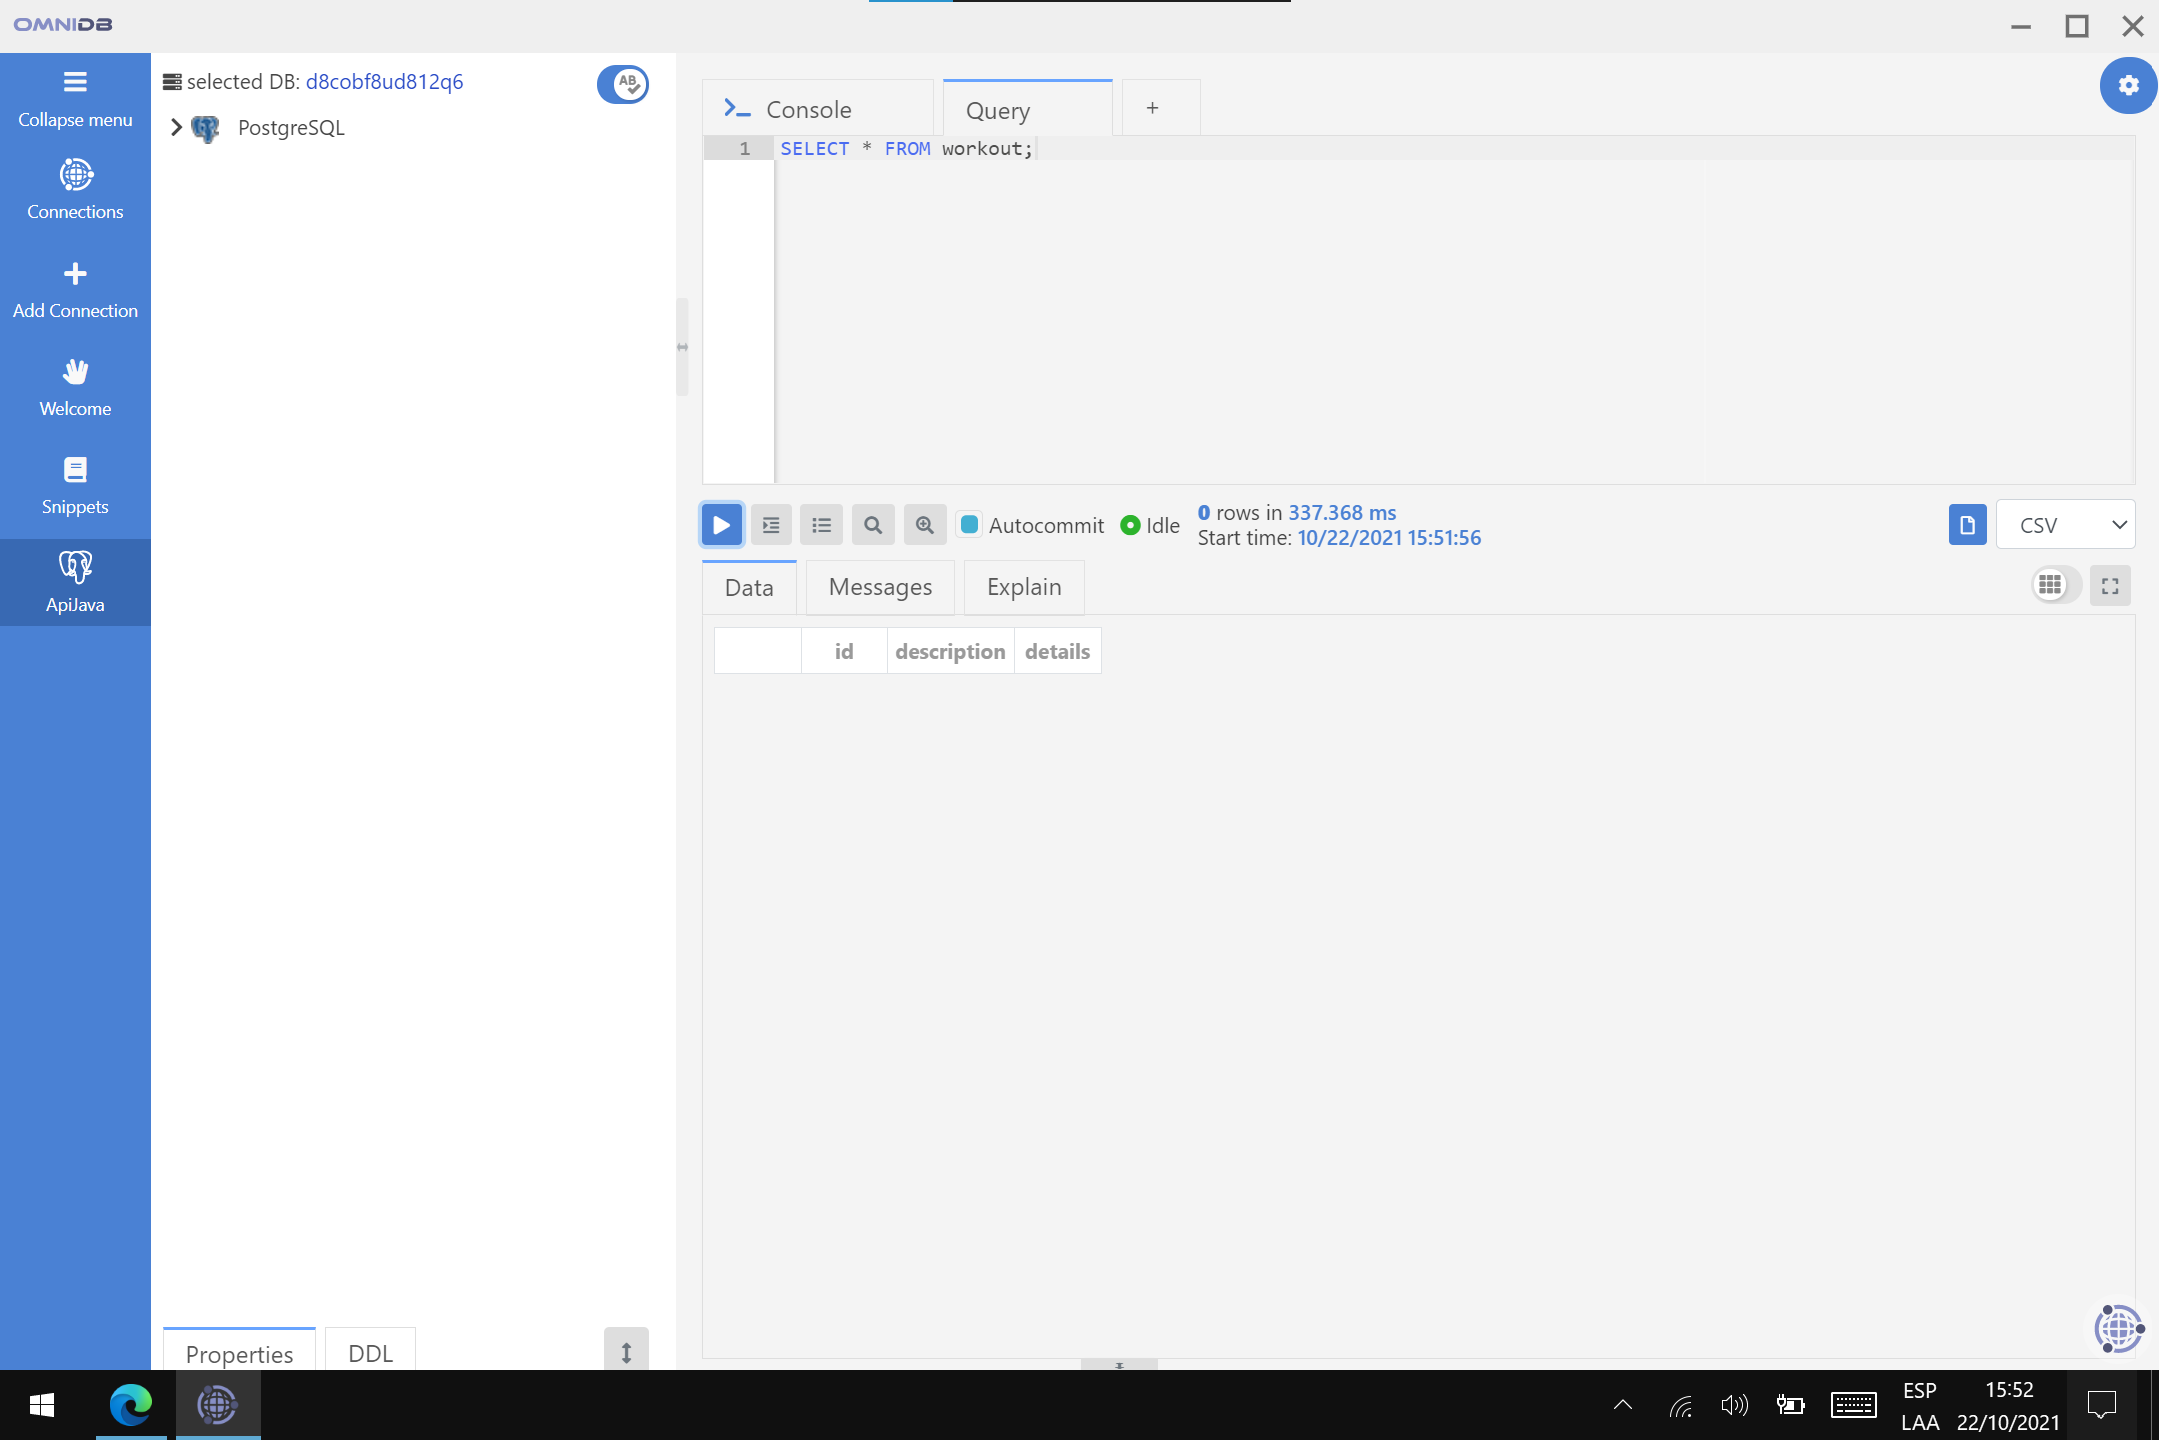 OMNIDB
Collapse menu
Connections
Add Connection
Welcome
Snippets
ApiJava
selected DB: d8cobf8ud812q6
AB
PostgreSQL
Console
Query
+
1 SELECT * FROM workout;
Autocommit
Idle
0 rows in 337.368 ms
Start time: 10/22/2021 15:51:56
CSV
Data
Messages
Explain
id description details
Properties
DDL
ESP
LAA
15:52
22/10/2021